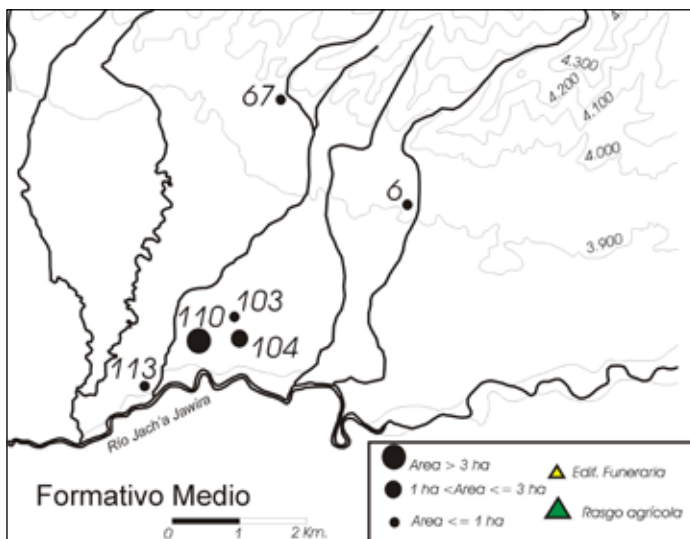 4.300
4.200
4.100
4.000
3.900
67
6
103
110
104
113
Río Jach'a Jawira
Formativo Medio
0 1 2 Km.
Area > 3 ha
1 ha <Area <= 3 ha
Area <= 1 ha
Edif. Funeraria
Rasgo agrícola